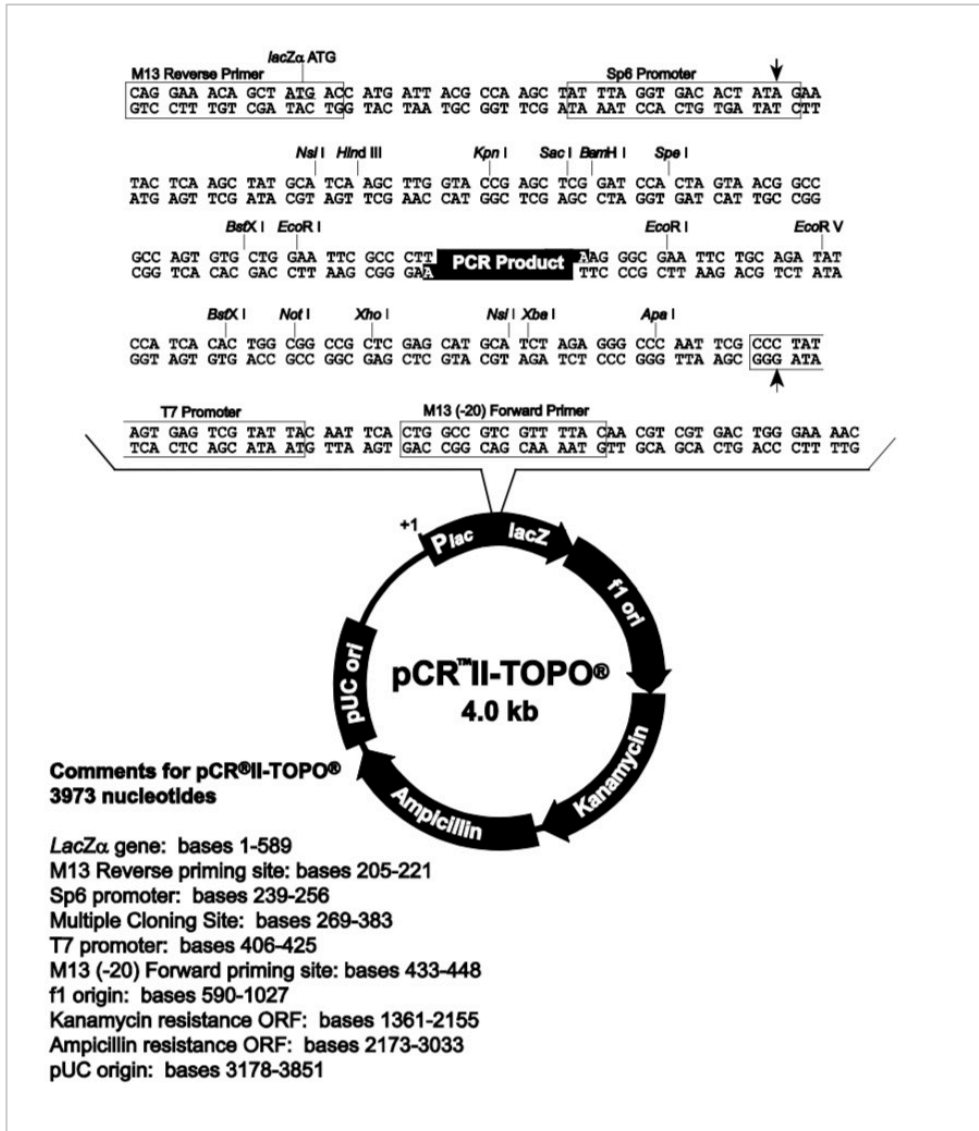 lacZα ATG
M13 Reverse Primer
Sp6 Promoter
CAG GAA ACA GCT ATG ACC ATG ATT ACG CCA AGC TAT TTA GGT GAC ACT ATA GAA
GTC CTT TGT CGA TAC TGG TAC TAA TGC GGT TCG ATA AAT CCA CTG TGA TAT CTT
Nsi I HInd III Kpn I Sac I BamH I Spe I
TAC TCA AGC TAT GCA TCA AGC TTG GTA CCG AGC TCG GAT CCA CTA GTA ACG GCC
ATG AGT TCG ATA CGT AGT TCG AAC CAT GGC TCG AGC CTA GGT GAT CAT TGC CGG
BstX I EcoR I EcoR I EcoR V
GCC AGT GTG CTG GAA TTC GCC CTT PCR Product AAG GGC GAA TTC TGC AGA TAT
CGG TCA CAC GAC CTT AAG CGG GAA TTC CCG CTT AAG ACG TCT ATA
BstX I Not I Xho I Nsi I Xba I Apa I
CCA TCA CAC TGG CGG CCG CTC GAG CAT GCA TCT AGA GGG CCC AAT TCG CCC TAT
GGT AGT GTG ACC GCC GGC GAG CTC GTA CGT AGA TCT CCC GGG TTA AGC GGG ATA
T7 Promoter M13 (-20) Forward Primer
AGT GAG TCG TAT TAC AAT TCA CTG GCC GTC GTT TTA CAA CGT CGT GAC TGG GAA AAC
TCA CTC AGC ATA ATG TTA AGT GAC CGG CAG CAA AAT GTT GCA GCA CTG ACC CTT TTG
+1
Plac
lacZ
f1 ori
Kanamycin
Ampicillin
pUC ori
pCR™II-TOPO®
4.0 kb
Comments for pCR®II-TOPO®
3973 nucleotides
LacZα gene: bases 1-589
M13 Reverse priming site: bases 205-221
Sp6 promoter: bases 239-256
Multiple Cloning Site: bases 269-383
T7 promoter: bases 406-425
M13 (-20) Forward priming site: bases 433-448
f1 origin: bases 590-1027
Kanamycin resistance ORF: bases 1361-2155
Ampicillin resistance ORF: bases 2173-3033
pUC origin: bases 3178-3851